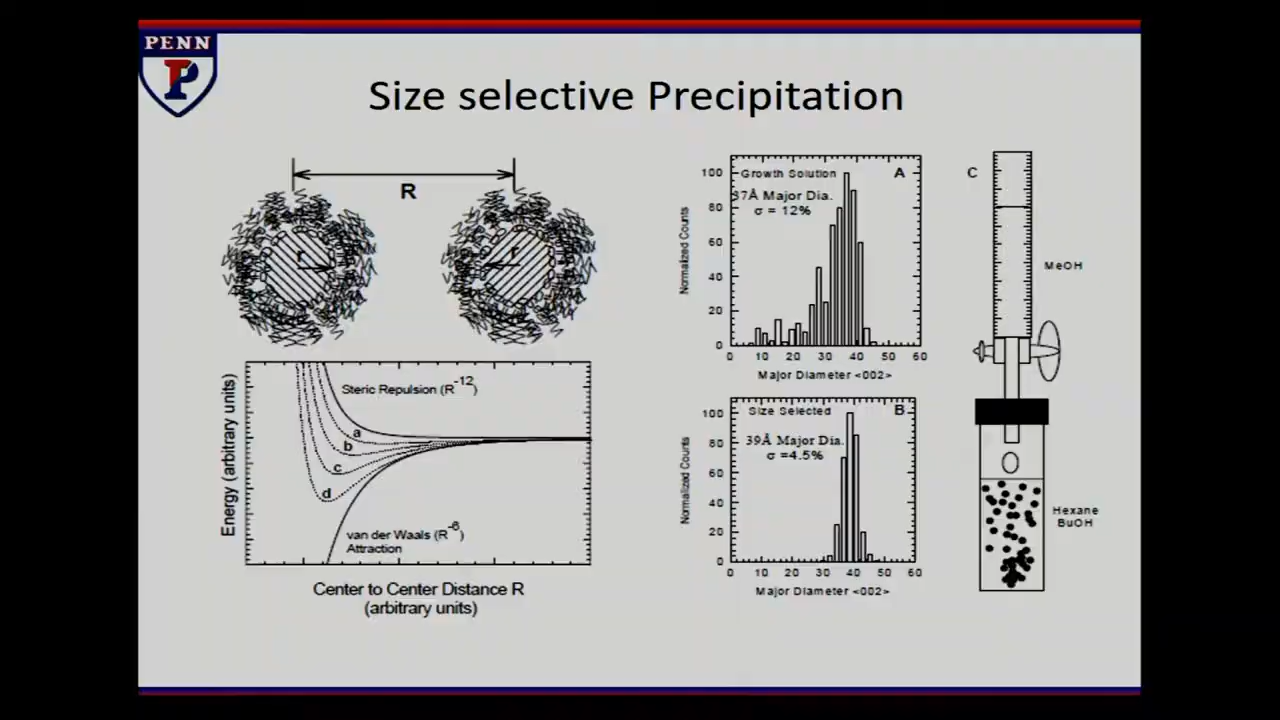 PENN
P
Size selective Precipitation
R
r
r
Energy (arbitrary units)
Steric Repulsion (R-12)
a
b
c
d
van der Waals (R-6)
Attraction
Center to Center Distance R
(arbitrary units)
Normalized Counts
100
80
60
40
20
0
Growth Solution
A
37Å Major Dia.
σ = 12%
0 10 20 30 40 50 60
Major Diameter <002>
Normalized Counts
100
80
60
40
20
0
Size Selected
B
39Å Major Dia.
σ =4.5%
0 10 20 30 40 50 60
Major Diameter <002>
C
MeOH
Hexane
BuOH